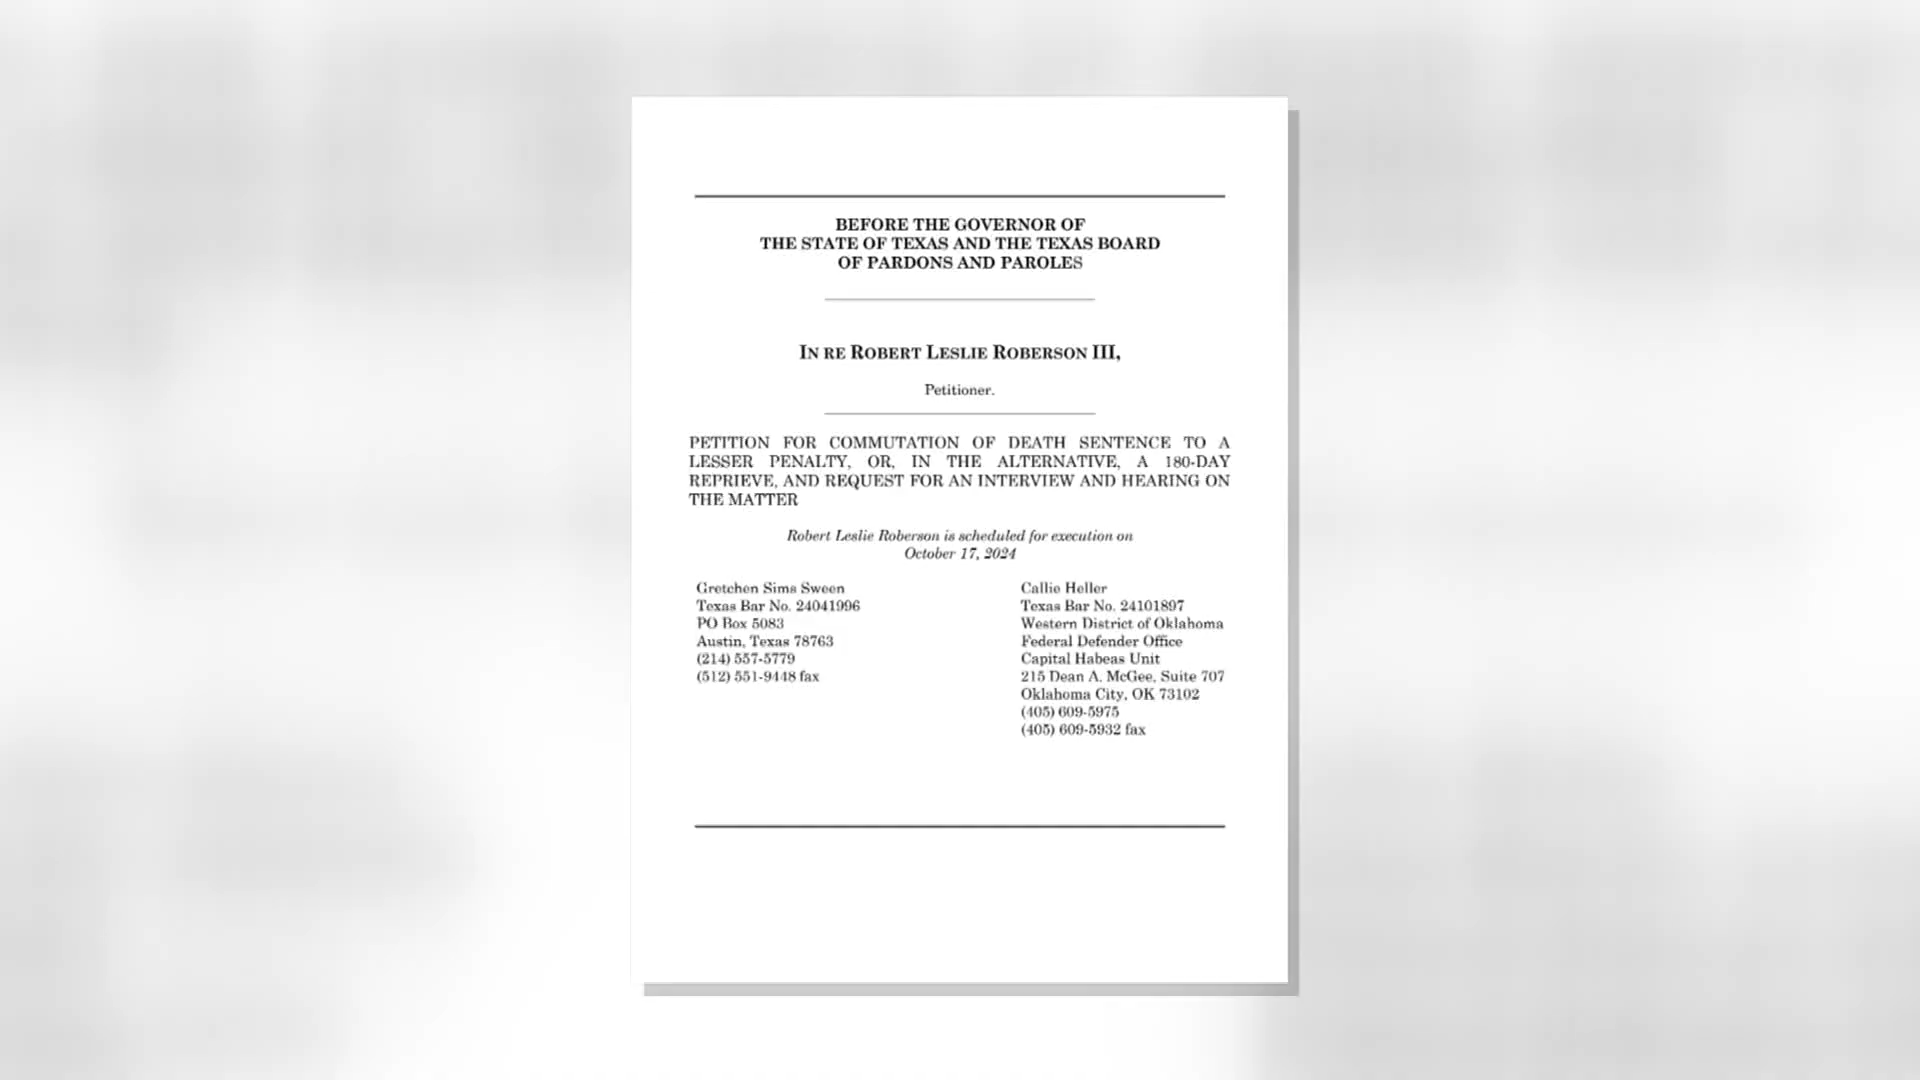 BEFORE THE GOVERNOR OF
THE STATE OF TEXAS AND THE TEXAS BOARD
OF PARDONS AND PAROLES
IN RE ROBERT LESLIE ROBERSON III,
Petitioner.
PETITION FOR COMMUTATION OF DEATH SENTENCE TO A
LESSER PENALTY, OR, IN THE ALTERNATIVE, A 180-DAY
REPRIEVE, AND REQUEST FOR AN INTERVIEW AND HEARING ON
THE MATTER
Robert Leslie Roberson is scheduled for execution on
October 17, 2024
Gretchen Sims Sween
Texas Bar No. 24041996
PO Box 5083
Austin, Texas 78763
(214) 557-5779
(512) 551-9448 fax
Callie Heller
Texas Bar No. 24101897
Western District of Oklahoma
Federal Defender Office
Capital Habeas Unit
215 Dean A. McGee, Suite 707
Oklahoma City, OK 73102
(405) 609-5975
(405) 609-5932 fax